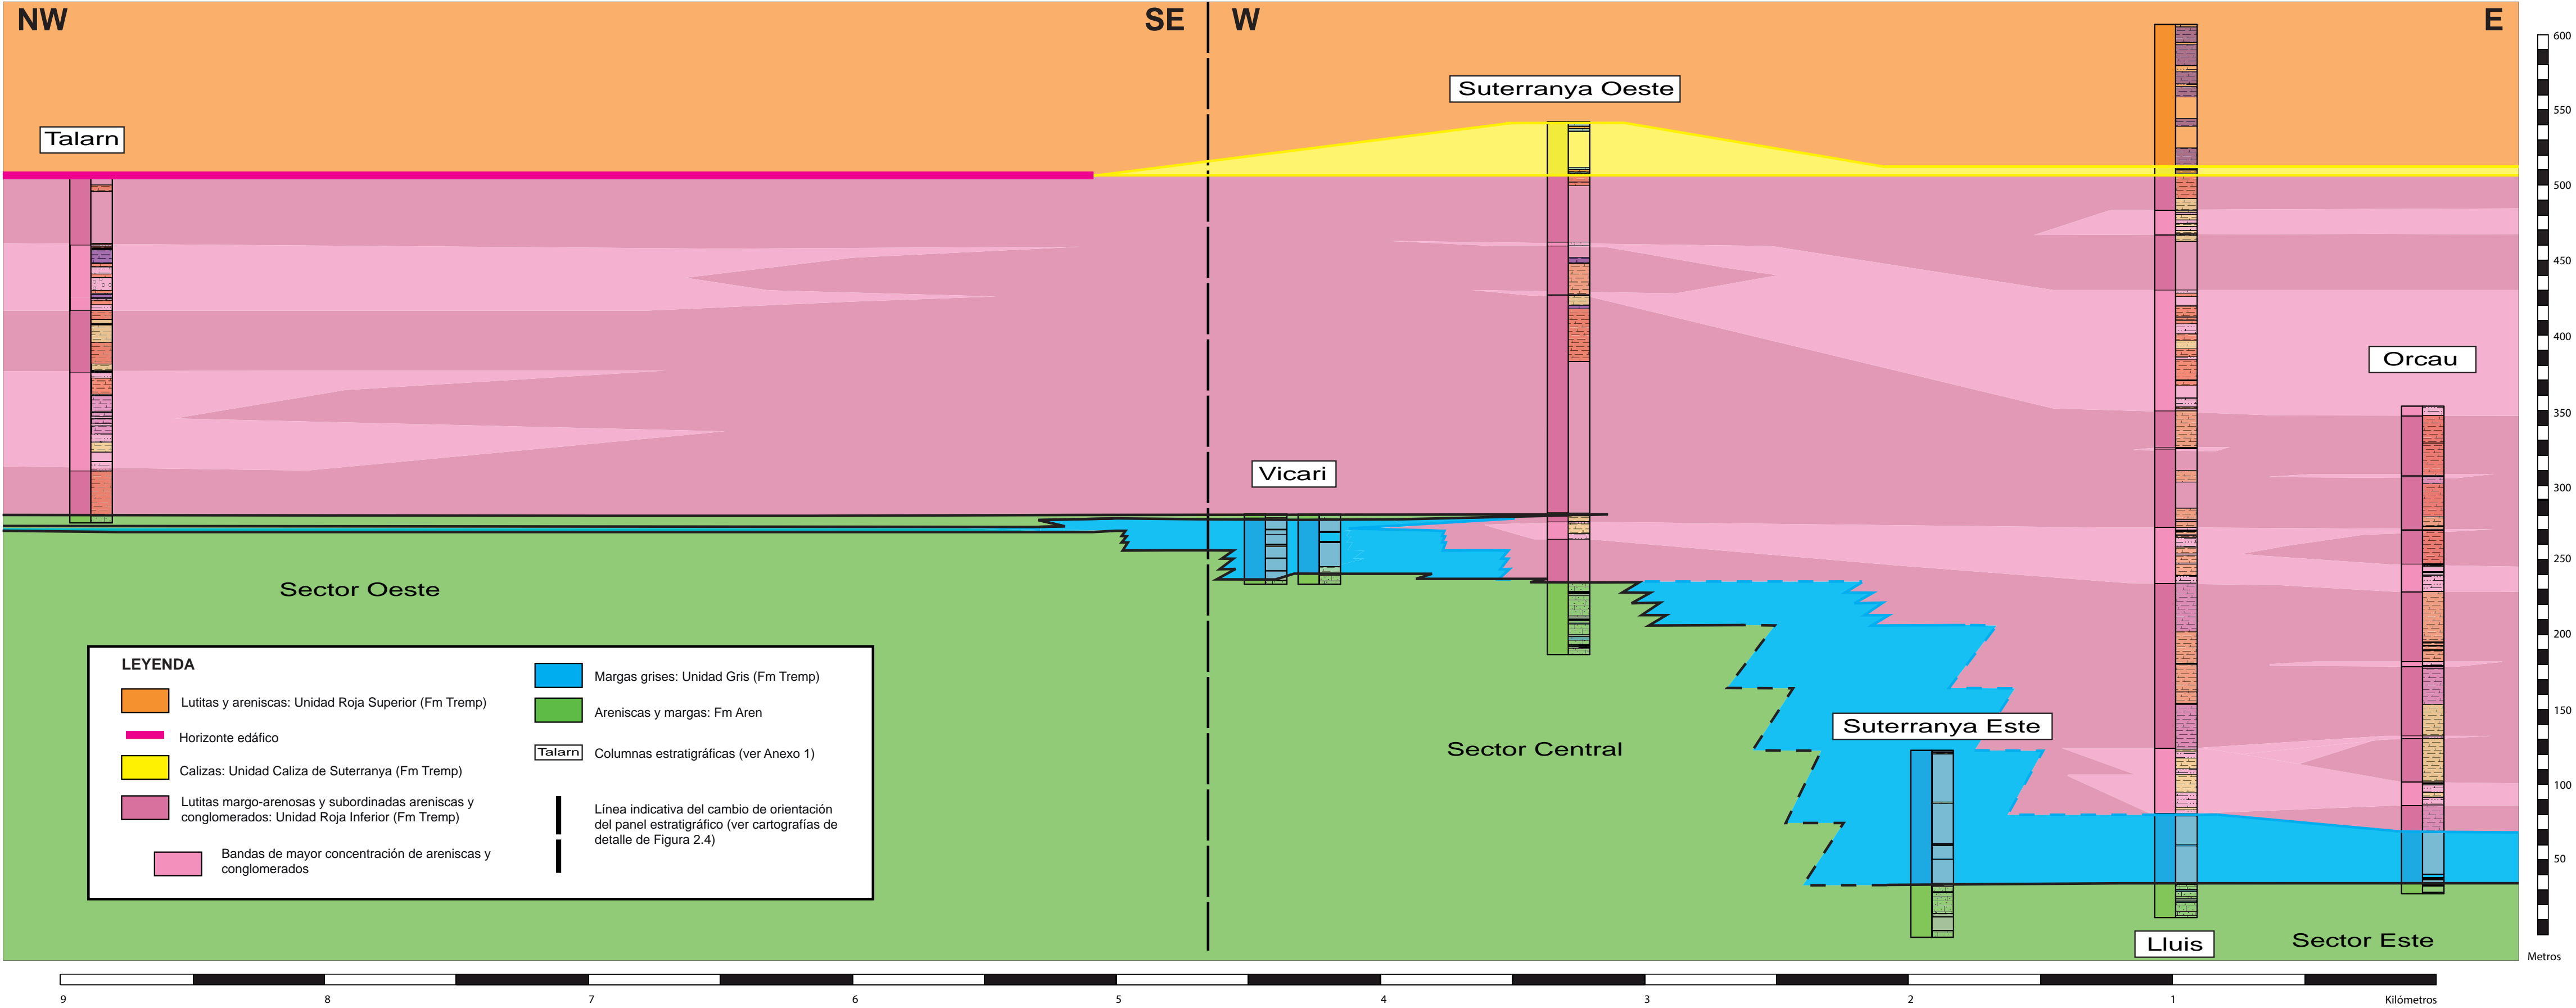 NW
SE
W
E
Talarn
Suterranya Oeste
Vicari
Orcau
Suterranya Este
Lluis
Sector Oeste
Sector Central
Sector Este
LEYENDA
Lutitas y areniscas: Unidad Roja Superior (Fm Tremp)
Horizonte edáfico
Calizas: Unidad Caliza de Suterranya (Fm Tremp)
Lutitas margo-arenosas y subordinadas areniscas y
conglomerados: Unidad Roja Inferior (Fm Tremp)
Bandas de mayor concentración de areniscas y
conglomerados
Margas grises: Unidad Gris (Fm Tremp)
Areniscas y margas: Fm Aren
Talarn
Columnas estratigráficas (ver Anexo 1)
Línea indicativa del cambio de orientación
del panel estratigráfico (ver cartografías de
detalle de Figura 2.4)
600
550
500
450
400
350
300
250
200
150
100
50
Metros
9
8
7
6
5
4
3
2
1
Kilómetros